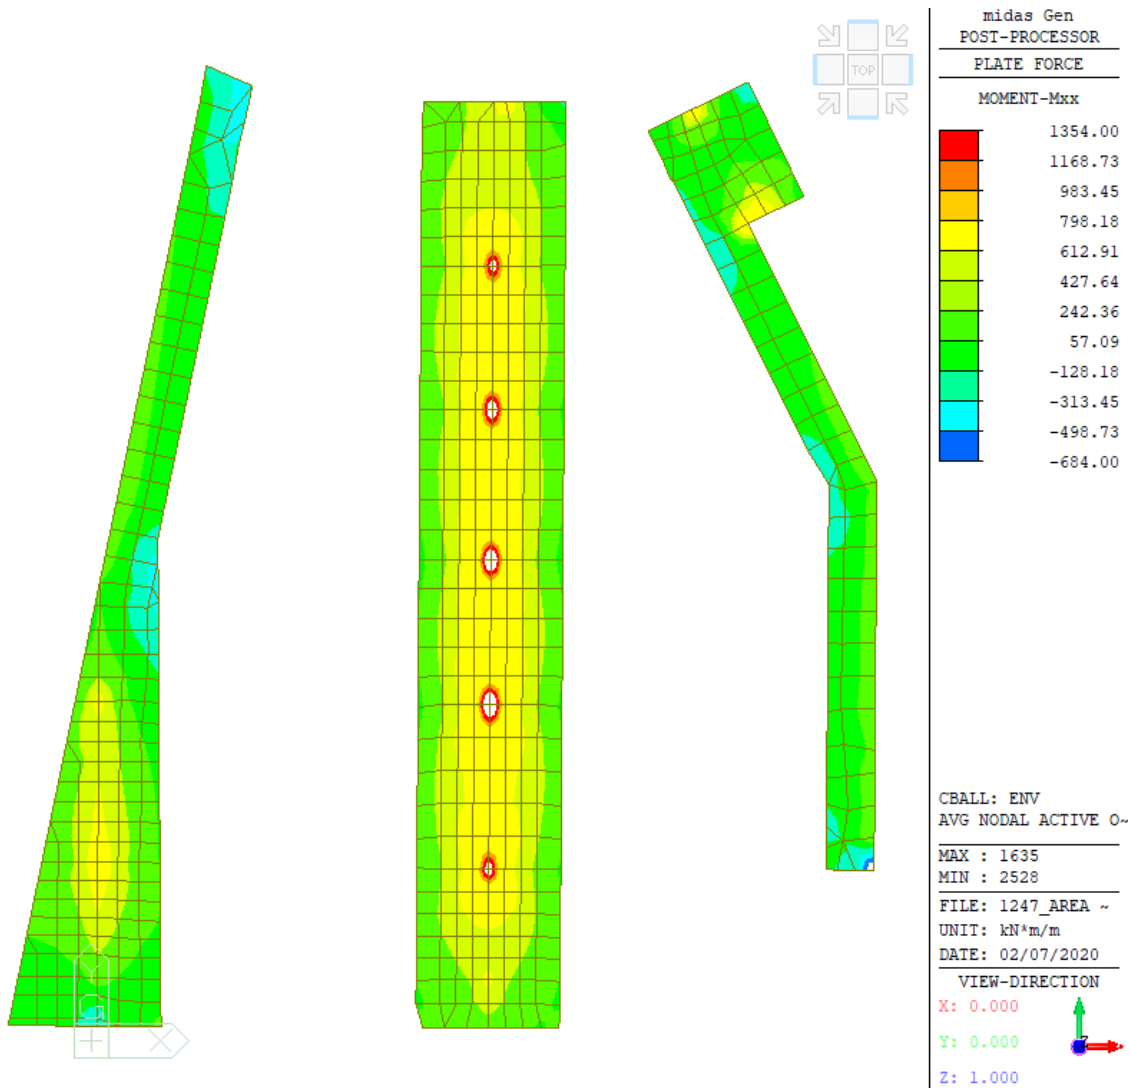 TOP
midas Gen
POST-PROCESSOR
PLATE FORCE
MOMENT-Mxx
1354.00
1168.73
983.45
798.18
612.91
427.64
242.36
57.09
-128.18
-313.45
-498.73
-684.00
CBALL: ENV
AVG NODAL ACTIVE O~
MAX : 1635
MIN : 2528
FILE: 1247_AREA ~
UNIT: kN*m/m
DATE: 02/07/2020
VIEW-DIRECTION
X: 0.000
Y: 0.000
Z: 1.000
Z
Y
G
X